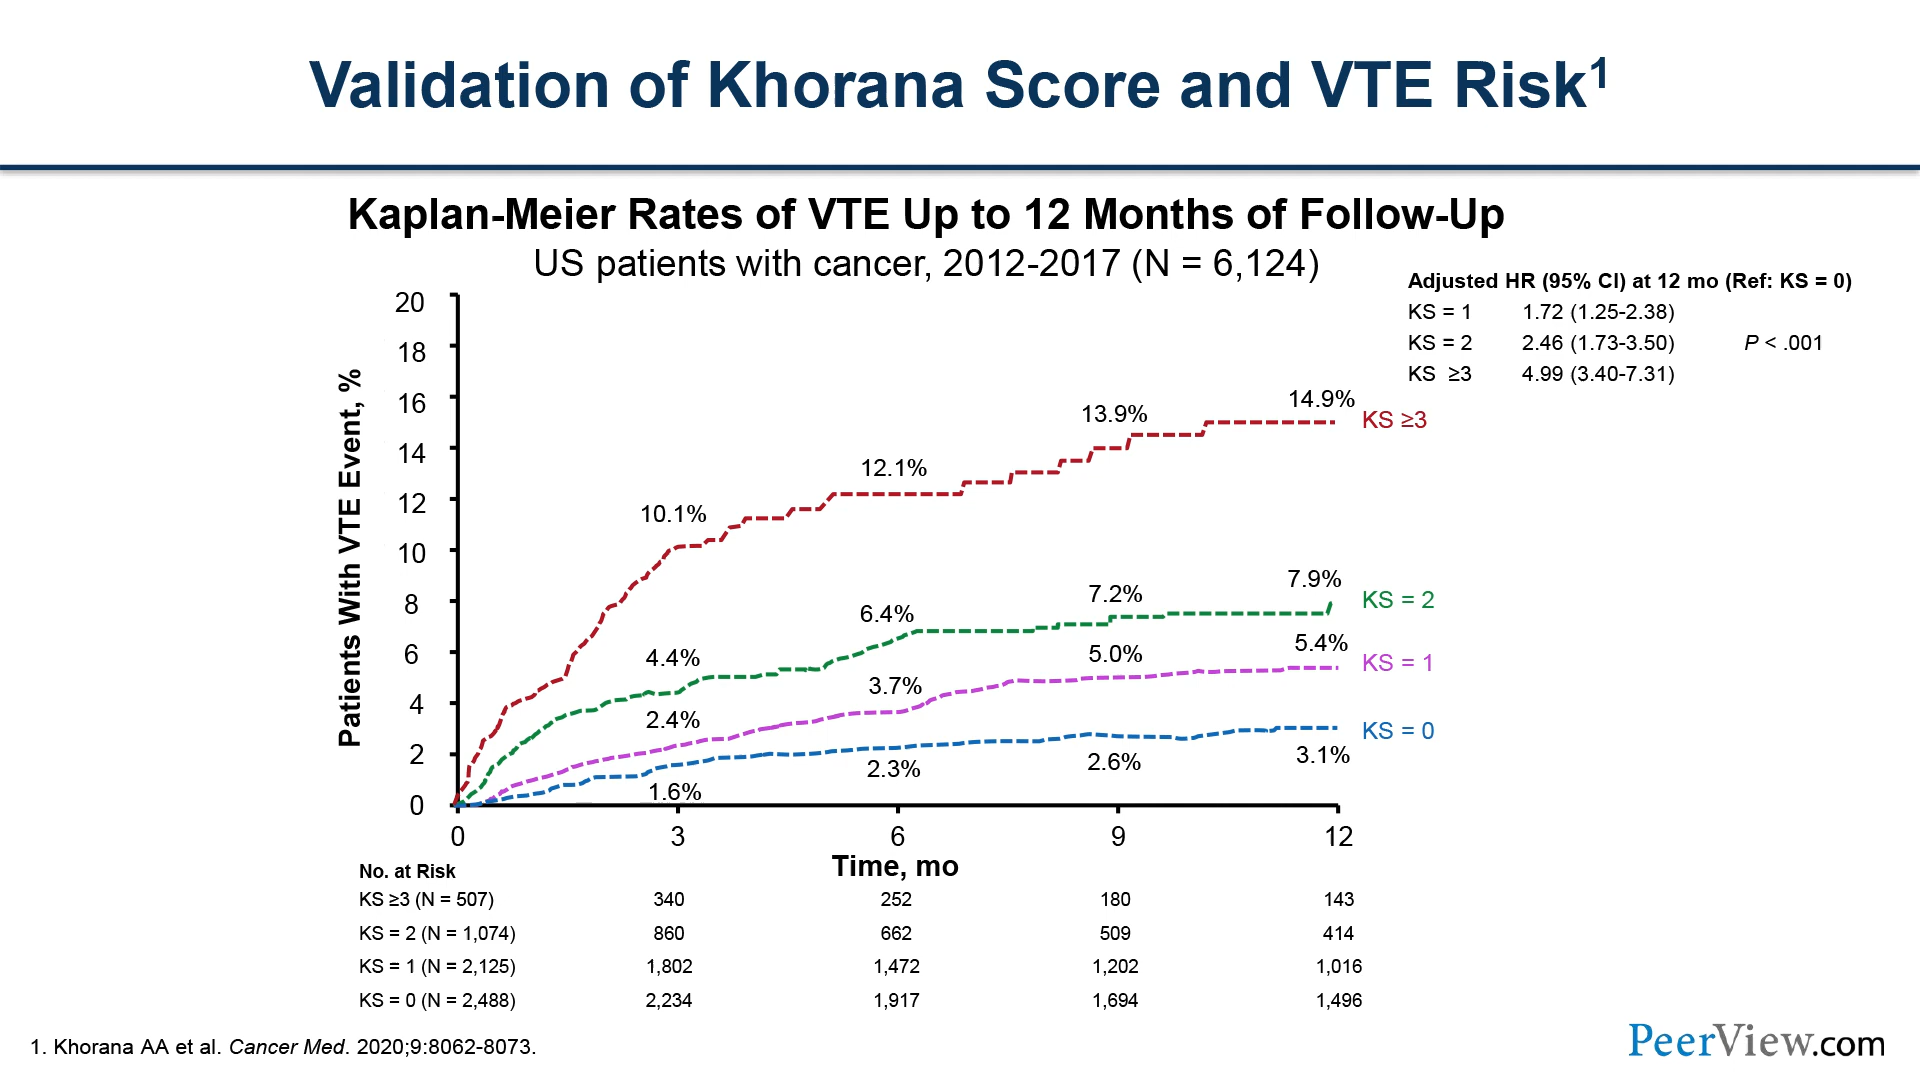 Validation of Khorana Score and VTE Risk1
Kaplan-Meier Rates of VTE Up to 12 Months of Follow-Up
US patients with cancer, 2012-2017 (N = 6,124)
Adjusted HR (95% CI) at 12 mo (Ref: KS = 0)
KS = 1 1.72 (1.25-2.38)
KS = 2 2.46 (1.73-3.50) P < .001
KS ≥3 4.99 (3.40-7.31)
Patients With VTE Event, %
20
18
16
14
12
10
8
6
4
2
0
10.1%
12.1%
13.9%
14.9%
KS ≥3
4.4%
6.4%
7.2%
7.9%
KS = 2
2.4%
3.7%
5.0%
5.4%
KS = 1
1.6%
2.3%
2.6%
3.1%
KS = 0
0 3 6 9 12
Time, mo
No. at Risk
KS ≥3 (N = 507) 340 252 180 143
KS = 2 (N = 1,074) 860 662 509 414
KS = 1 (N = 2,125) 1,802 1,472 1,202 1,016
KS = 0 (N = 2,488) 2,234 1,917 1,694 1,496
1. Khorana AA et al. Cancer Med. 2020;9:8062-8073.
PeerView.com